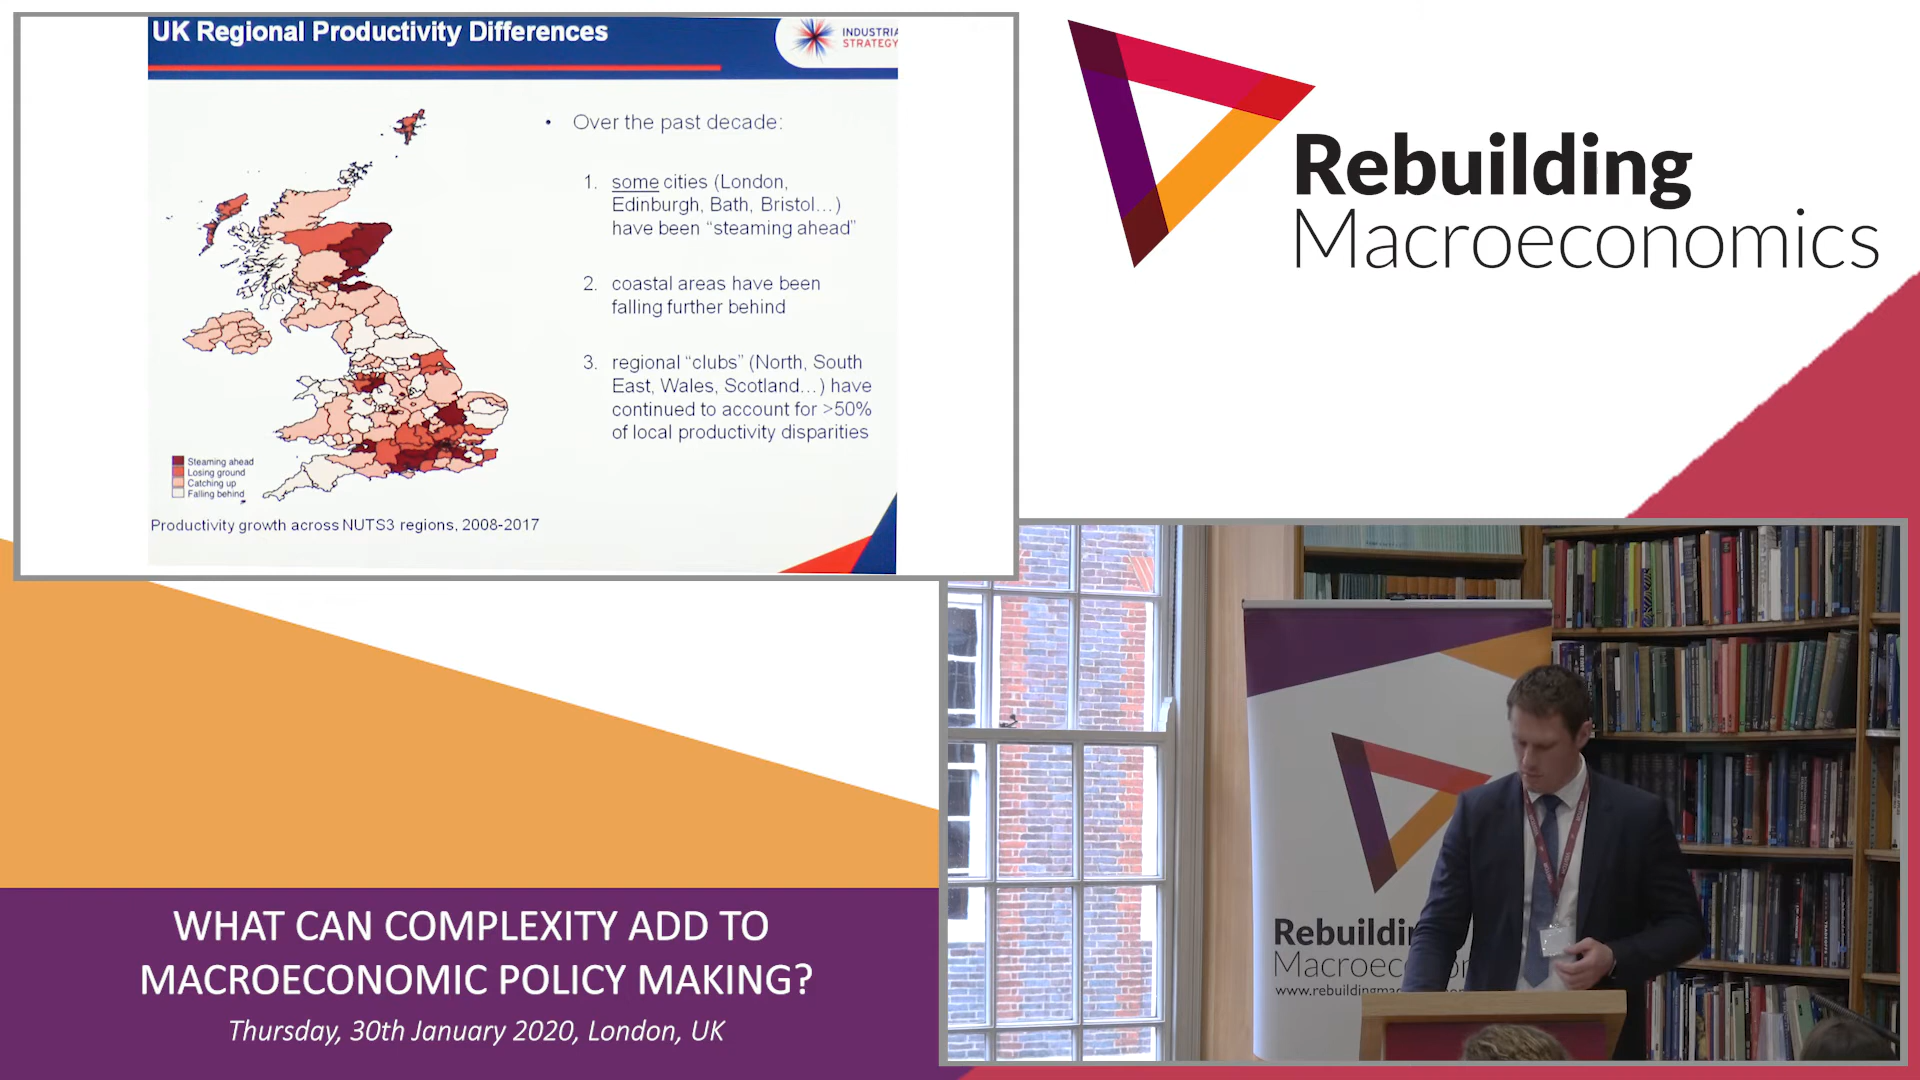 UK Regional Productivity Differences
INDUSTRIA
STRATEGY
• Over the past decade:
1. some cities (London,
Edinburgh, Bath, Bristol…)
have been “steaming ahead”
2. coastal areas have been
falling further behind
3. regional “clubs” (North, South
East, Wales, Scotland…) have
continued to account for >50%
of local productivity disparities
Steaming ahead
Losing ground
Catching up
Falling behind
Productivity growth across NUTS3 regions, 2008-2017
Rebuilding
Macroeconomics
WHAT CAN COMPLEXITY ADD TO
MACROECONOMIC POLICY MAKING?
Thursday, 30th January 2020, London, UK
Rebuildi
Macroec
www.rebuildingma